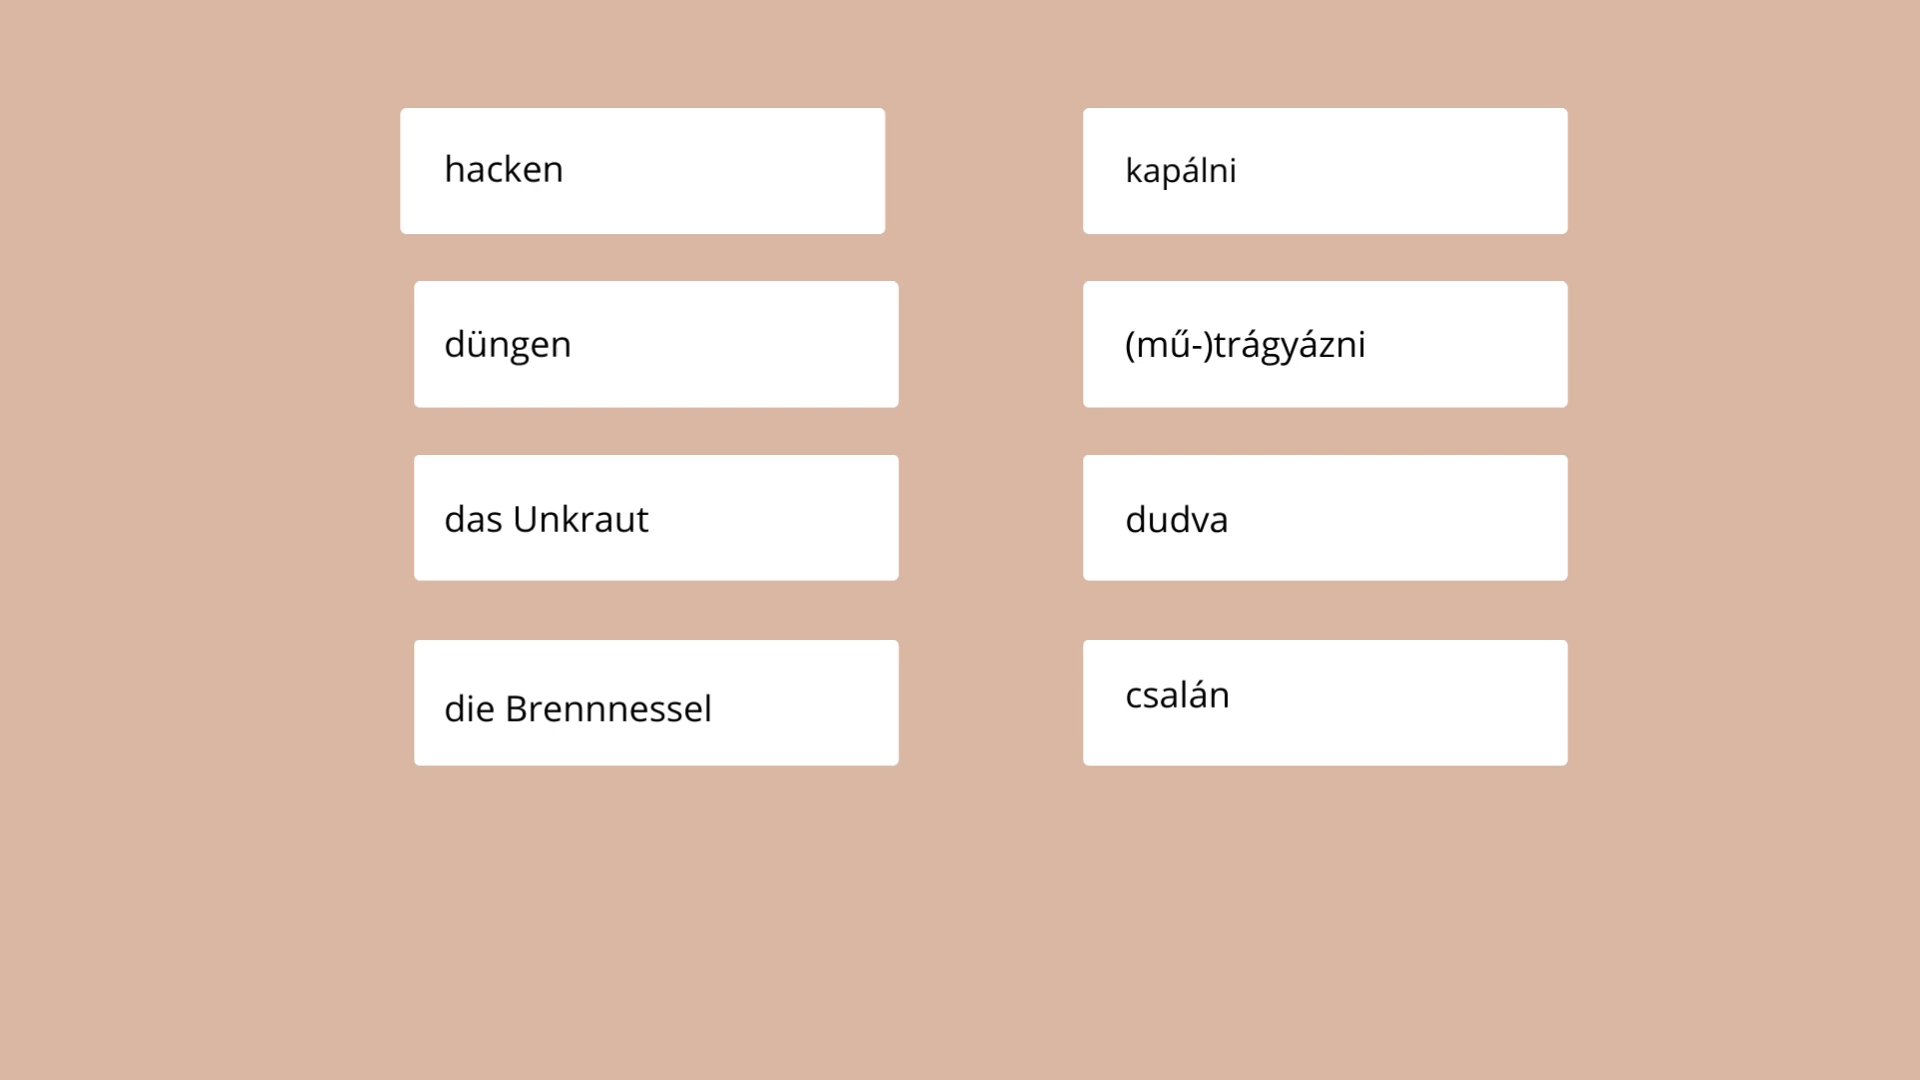 hacken
kapálni
düngen
(mű-)trágyázni
das Unkraut
dudva
die Brennnessel
csalán